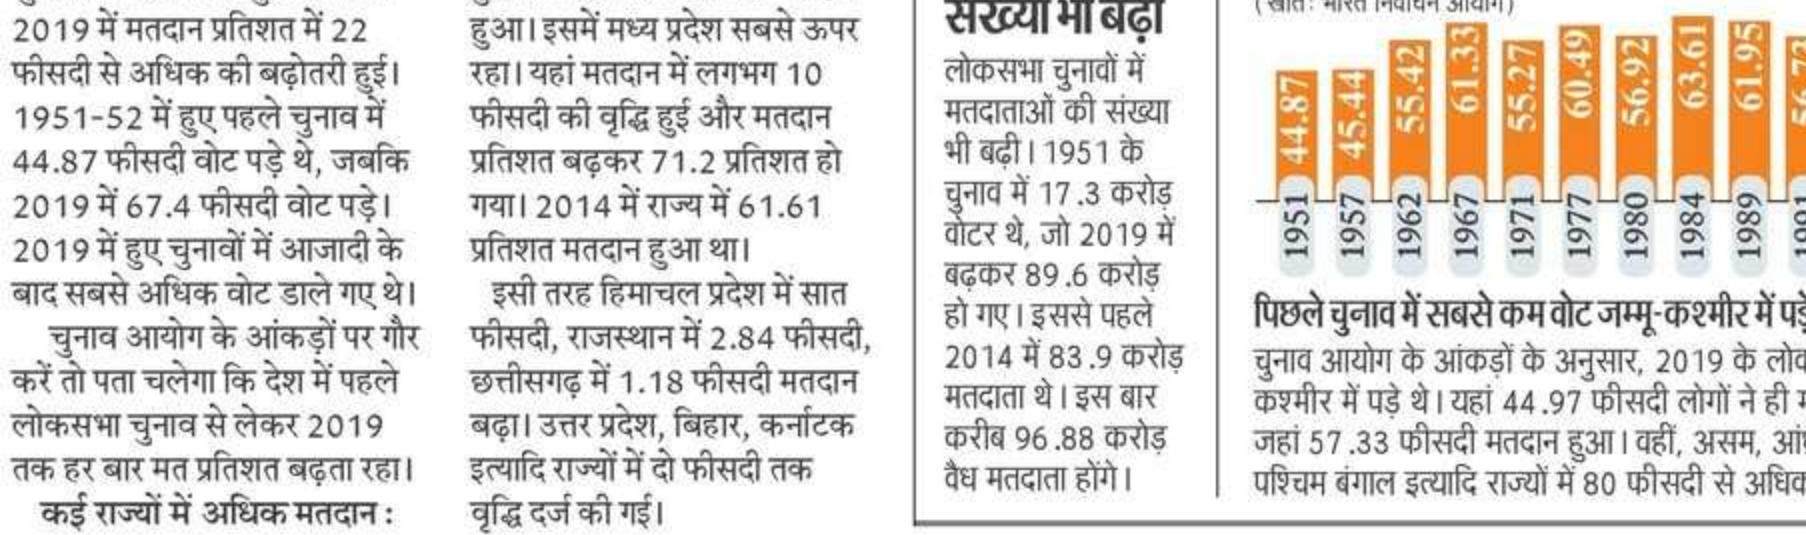 2019 में मतदान प्रतिशत में 22
फीसदी से अधिक की बढ़ोतरी हुई।
1951-52 में हुए पहले चुनाव में
44.87 फीसदी वोट पड़े थे, जबकि
2019 में 67.4 फीसदी वोट पड़े।
2019 में हुए चुनावों में आजादी के
बाद सबसे अधिक वोट डाले गए थे।
चुनाव आयोग के आंकड़ों पर गौर
करें तो पता चलेगा कि देश में पहले
लोकसभा चुनाव से लेकर 2019
तक हर बार मत प्रतिशत बढ़ता रहा।
कई राज्यों में अधिक मतदान :
हुआ। इसमें मध्य प्रदेश सबसे ऊपर
रहा। यहां मतदान में लगभग 10
फीसदी की वृद्धि हुई और मतदान
प्रतिशत बढ़कर 71.2 प्रतिशत हो
गया। 2014 में राज्य में 61.61
प्रतिशत मतदान हुआ था।
इसी तरह हिमाचल प्रदेश में सात
फीसदी, राजस्थान में 2.84 फीसदी,
छत्तीसगढ़ में 1.18 फीसदी मतदान
बढ़ा। उत्तर प्रदेश, बिहार, कर्नाटक
इत्यादि राज्यों में दो फीसदी तक
वृद्धि दर्ज की गई।
संख्या भी बढ़ी
लोकसभा चुनावों में
मतदाताओं की संख्या
भी बढ़ी। 1951 के
चुनाव में 17.3 करोड़
वोटर थे, जो 2019 में
बढ़कर 89.6 करोड़
हो गए। इससे पहले
2014 में 83.9 करोड़
मतदाता थे। इस बार
करीब 96.88 करोड़
वैध मतदाता होंगे।
(स्रोत: भारत निर्वाचन आयोग)
44.87 45.44 55.42 61.33 55.27 60.49 56.92 63.61 61.95
1951 1957 1962 1967 1971 1977 1980 1984 1989 1991
पिछले चुनाव में सबसे कम वोट जम्मू-कश्मीर में पड़े
चुनाव आयोग के आंकड़ों के अनुसार, 2019 के
कश्मीर में पड़े थे। यहां 44.97 फीसदी लोगों ने ही
जहां 57.33 फीसदी मतदान हुआ। वहीं, असम,
पश्चिम बंगाल इत्यादि राज्यों में 80 फीसदी से